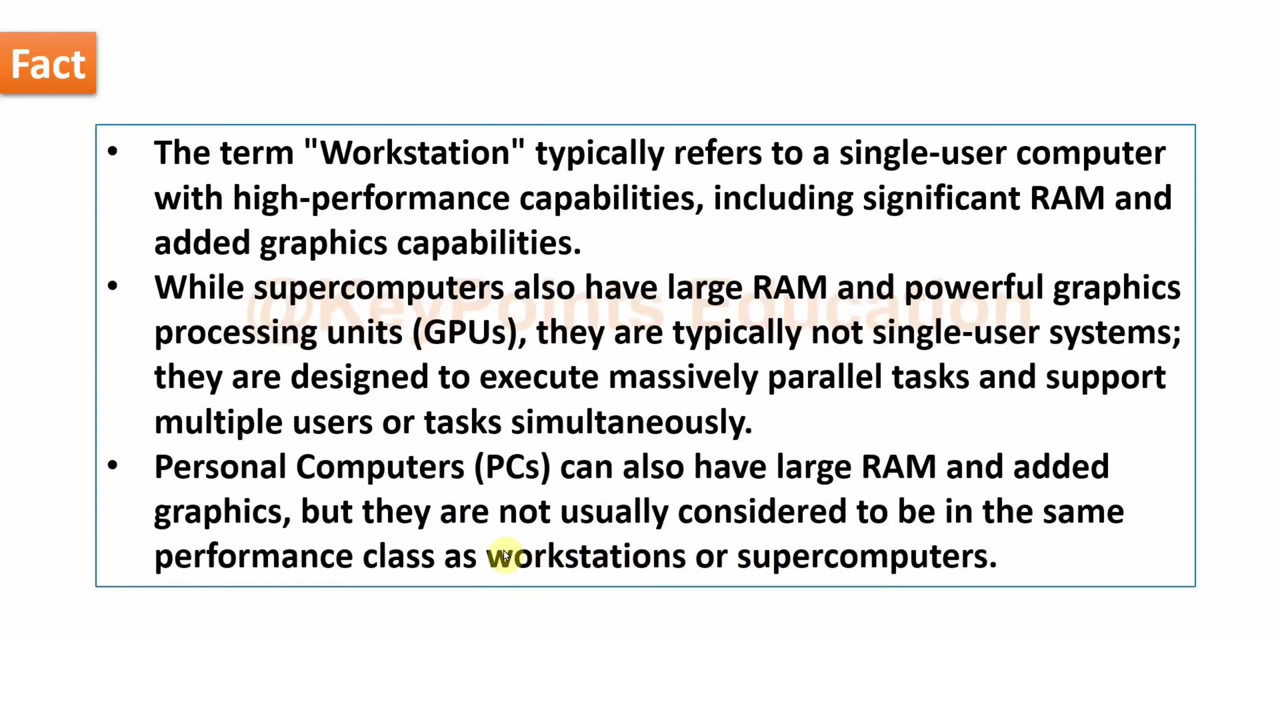 Fact
• The term "Workstation" typically refers to a single-user computer
with high-performance capabilities, including significant RAM and
added graphics capabilities.
• While supercomputers also have large RAM and powerful graphics
processing units (GPUs), they are typically not single-user systems;
they are designed to execute massively parallel tasks and support
multiple users or tasks simultaneously.
• Personal Computers (PCs) can also have large RAM and added
graphics, but they are not usually considered to be in the same
performance class as workstations or supercomputers.
@KeyPoints Education